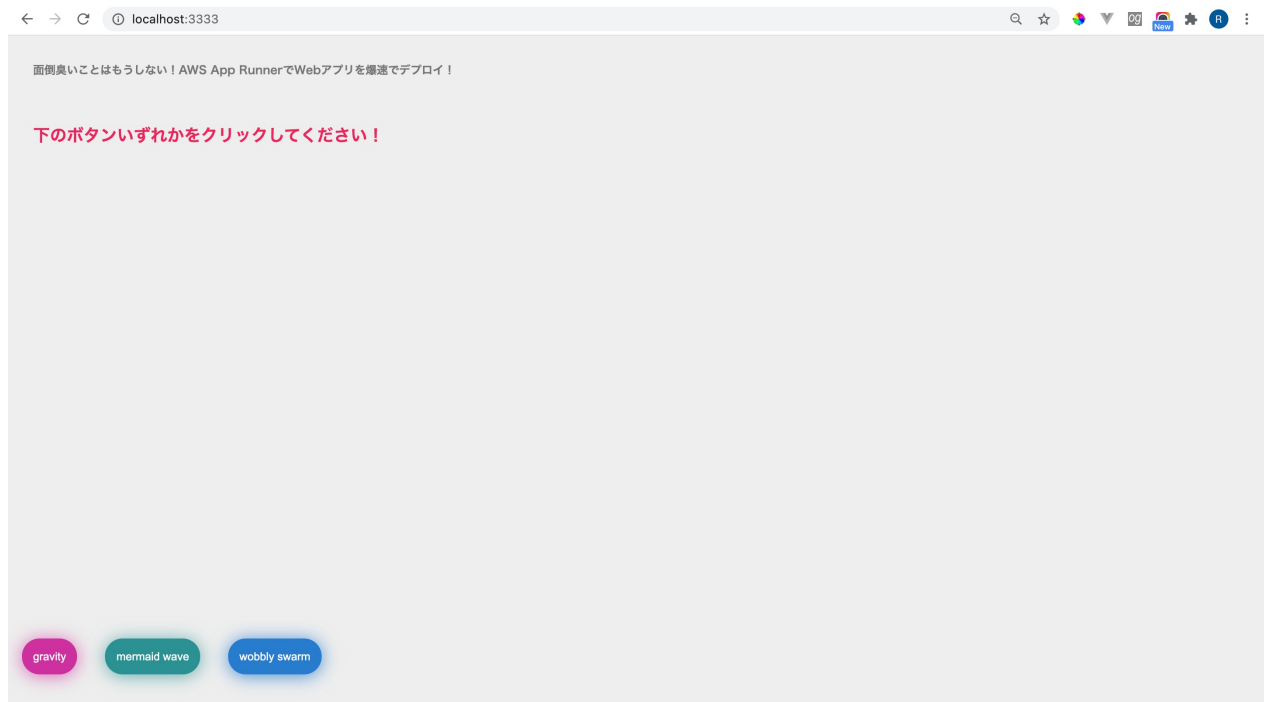 localhost:3333
og
New
R
面倒臭いことはもうしない！AWS App RunnerでWebアプリを爆速でデプロイ！
下のボタンいずれかをクリックしてください！
gravity
mermaid wave
wobbly swarm